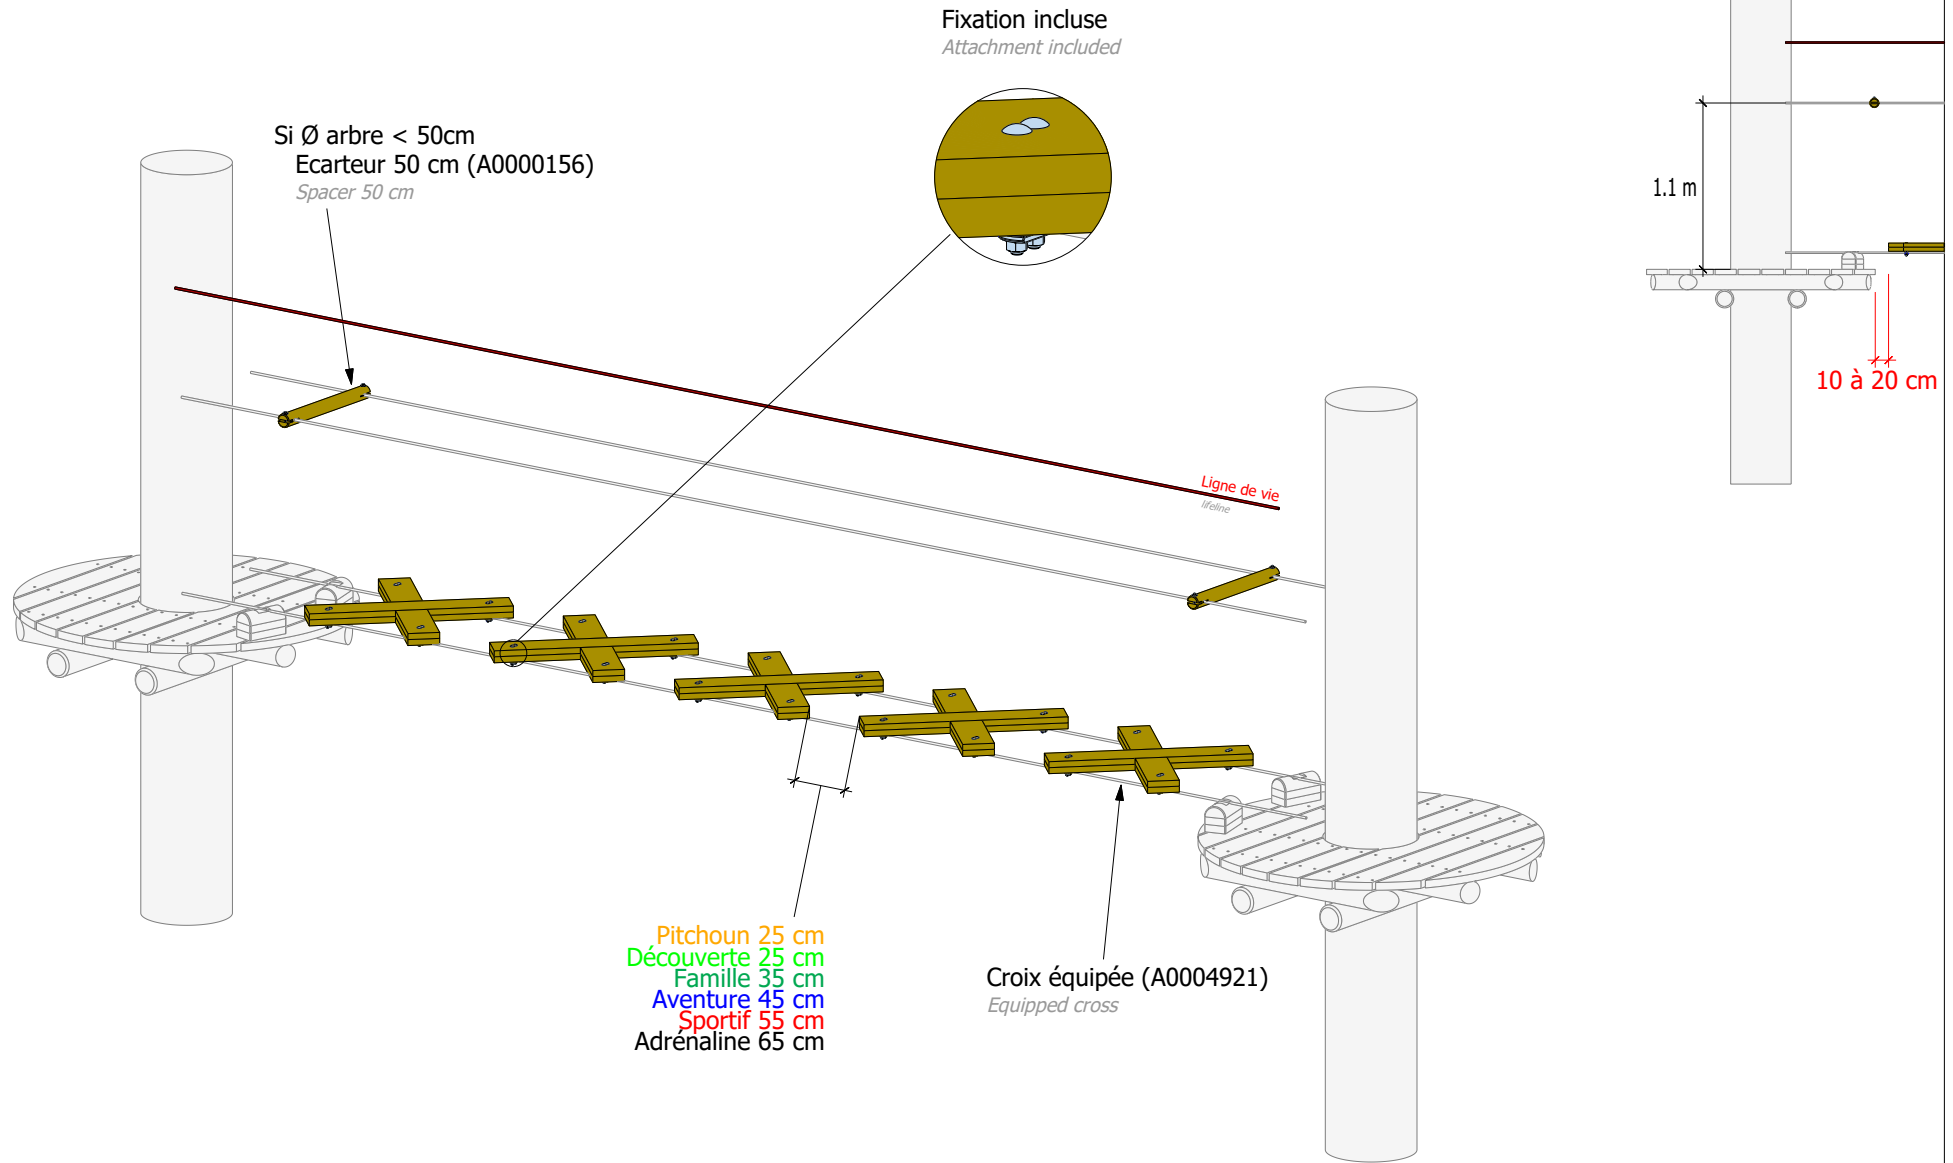 Fixation incluse
Attachment included
Si Ø arbre < 50cm
Ecarteur 50 cm (A0000156)
Spacer 50 cm
1.1 m
10 à 20 cm
Ligne de vie
lifeline
Pitchoun 25 cm
Découverte 25 cm
Famille 35 cm
Aventure 45 cm
Sportif 55 cm
Adrénaline 65 cm
Croix équipée (A0004921)
Equipped cross